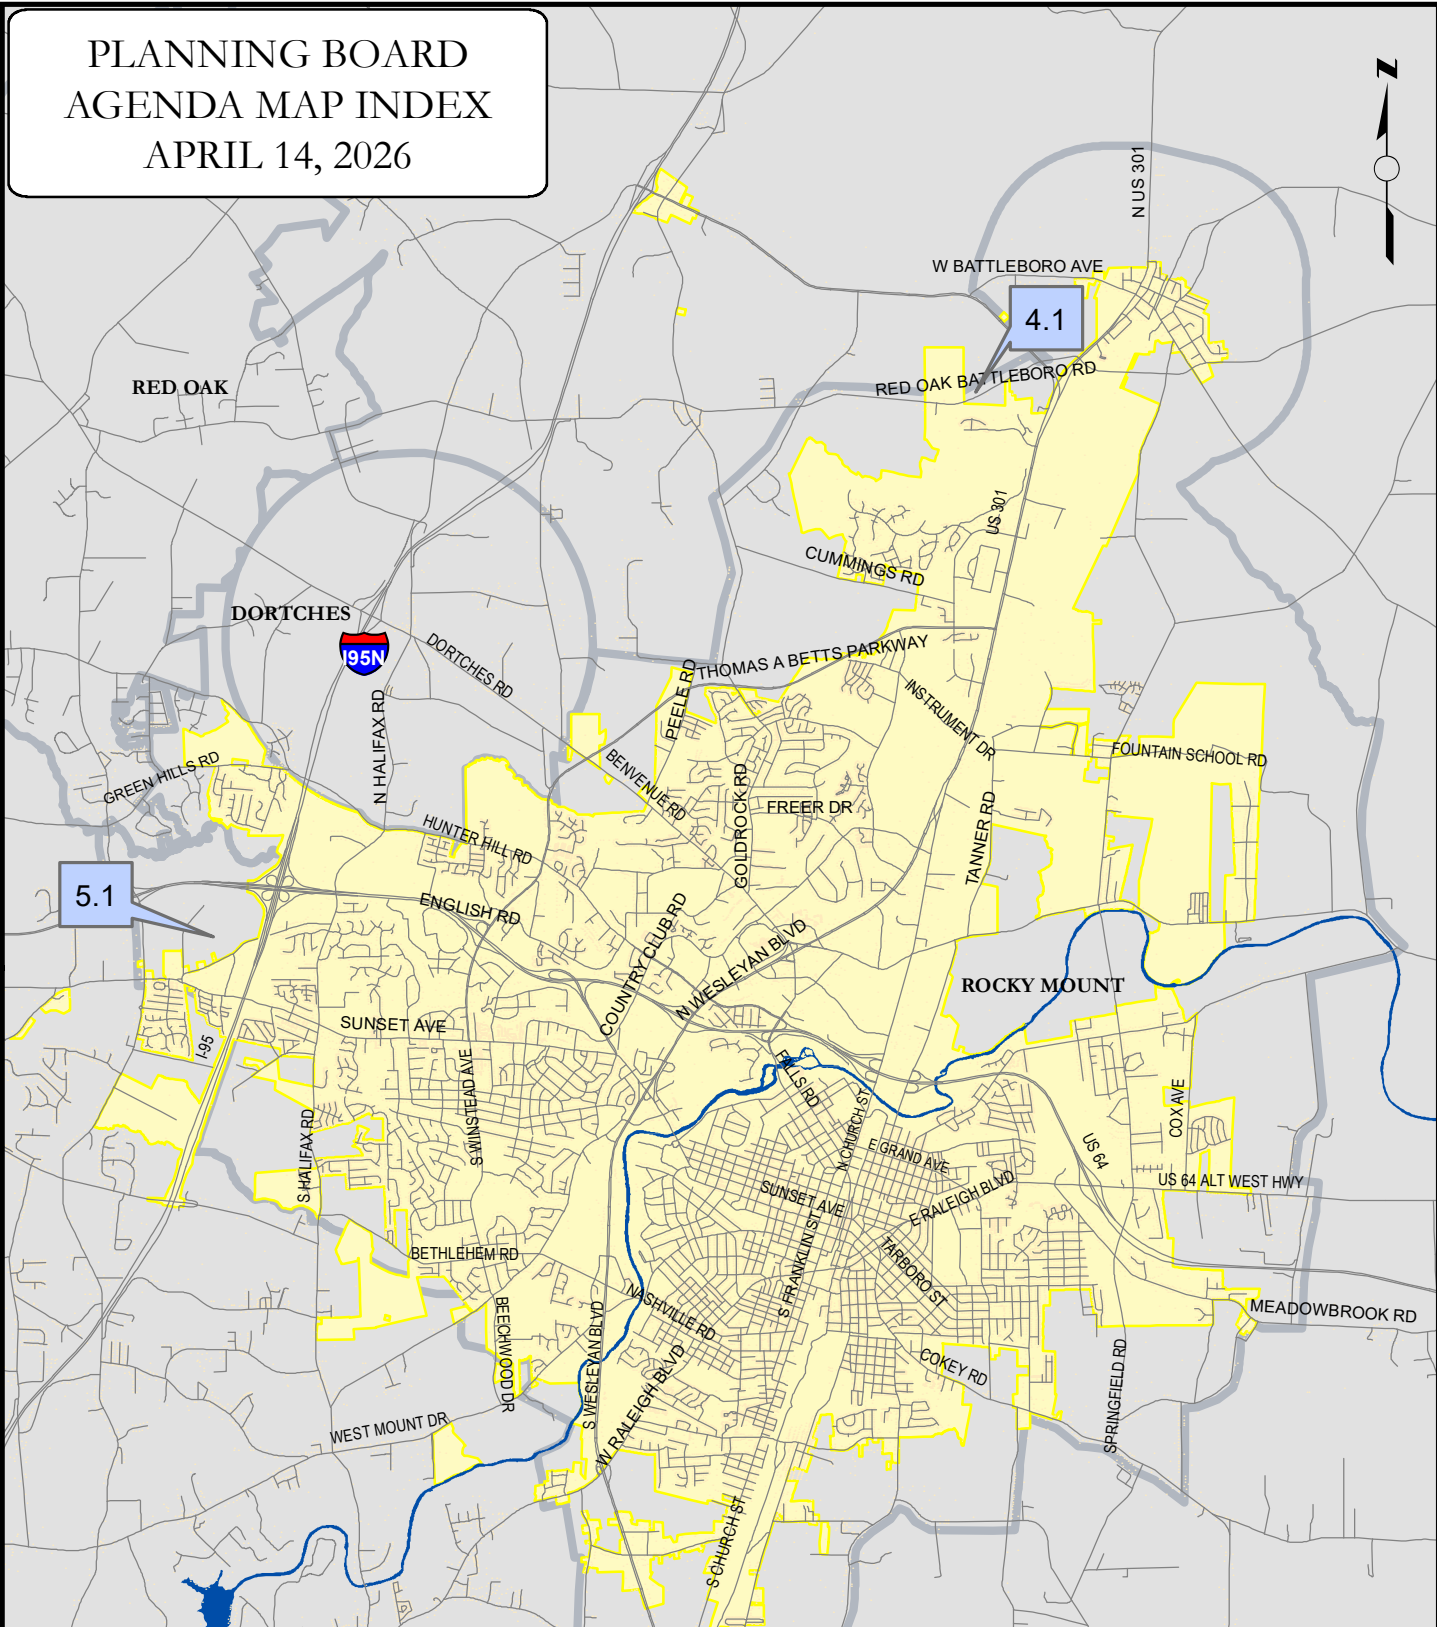 PLANNING BOARD
AGENDA MAP INDEX
APRIL 14, 2026
N
N US 301
W BATTLEBORO AVE
4.1
RED OAK
RED OAK BATTLEBORO RD
US 301
CUMMINGS RD
DORTCHES
I95N
DORTCHES RD
THOMAS A BETTS PARKWAY
PEELE RD
INSTRUMENT DR
N HALIFAX RD
GREEN HILLS RD
BENVENUE RD
FOUNTAIN SCHOOL RD
GOLDROCK RD
FREER DR
TANNER RD
HUNTER HILL RD
5.1
ENGLISH RD
COUNTRY CLUB RD
N WESLEYAN BLVD
ROCKY MOUNT
SUNSET AVE
I-95
S WINSTEAD AVE
FALLS RD
N CHURCH ST
COX AVE
S HALIFAX RD
E GRAND AVE
US 64
US 64 ALT WEST HWY
SUNSET AVE
E RALEIGH BLVD
S FRANKLIN ST
TARBORO ST
BETHLEHEM RD
BEECHWOOD DR
S WESLEYAN BLVD
NASHVILLE RD
MEADOWBROOK RD
W RALEIGH BLVD
COKEY RD
SPRINGFIELD RD
WEST MOUNT DR
S CHURCH ST